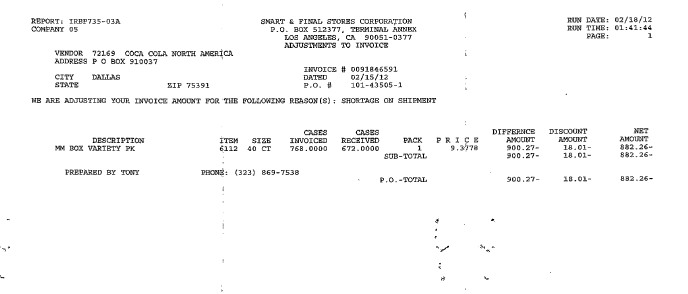 REPORT: IRBP735-03A SMART & FINAL STORES CORPORATION RUN DATE: 02/18/12
COMPANY 05 P.O. BOX 512377, TERMINAL ANNEX RUN TIME: 01:41:44
LOS ANGELES, CA 90051-0377 PAGE: 1
ADJUSTMENTS TO INVOICE
VENDOR 72169 COCA COLA NORTH AMERICA
ADDRESS P O BOX 910037
INVOICE # 0091846591
CITY DALLAS DATED 02/15/12
STATE ZIP 75391 P.O. # 101-43505-1
WE ARE ADJUSTING YOUR INVOICE AMOUNT FOR THE FOLLOWING REASON(S): SHORTAGE ON SHIPMENT
CASES CASES DIFFERNCE DISCOUNT NET
DESCRIPTION ITEM SIZE INVOICED RECEIVED PACK P R I C E AMOUNT AMOUNT AMOUNT
MM BOX VARIETY PK 6112 40 CT 768.0000 672.0000 1 9.3778 900.27- 18.01- 882.26-
SUB-TOTAL 900.27- 18.01- 882.26-
PREPARED BY TONY PHONE: (323) 869-7538
P.O.-TOTAL 900.27- 18.01- 882.26-